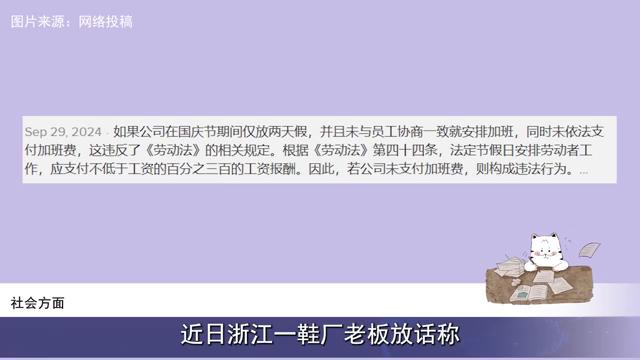 图片来源：网络投稿
Sep 29, 2024 · 如果公司在国庆节期间仅放两天假，并且未与员工协商一致就安排加班，同时未依法支
付加班费，这违反了《劳动法》的相关规定。根据《劳动法》第四十四条，法定节假日安排劳动者工
作，应支付不低于工资的百分之三百的工资报酬。因此，若公司未支付加班费，则构成违法行为。...
社会方面
近日浙江一鞋厂老板放话称